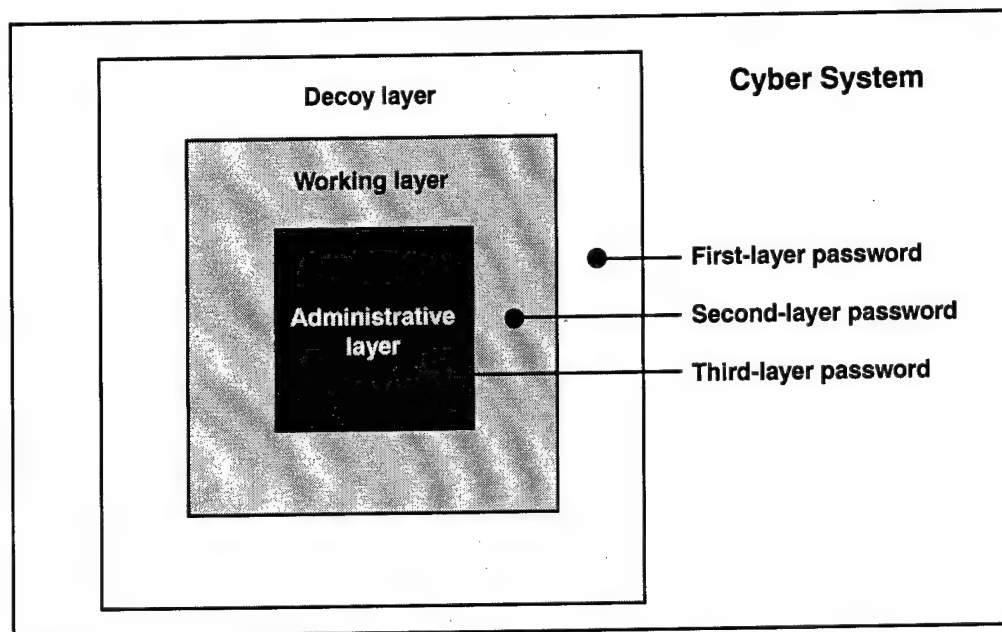 Cyber System
Decoy layer
Working layer
Administrative
layer
First-layer password
Second-layer password
Third-layer password